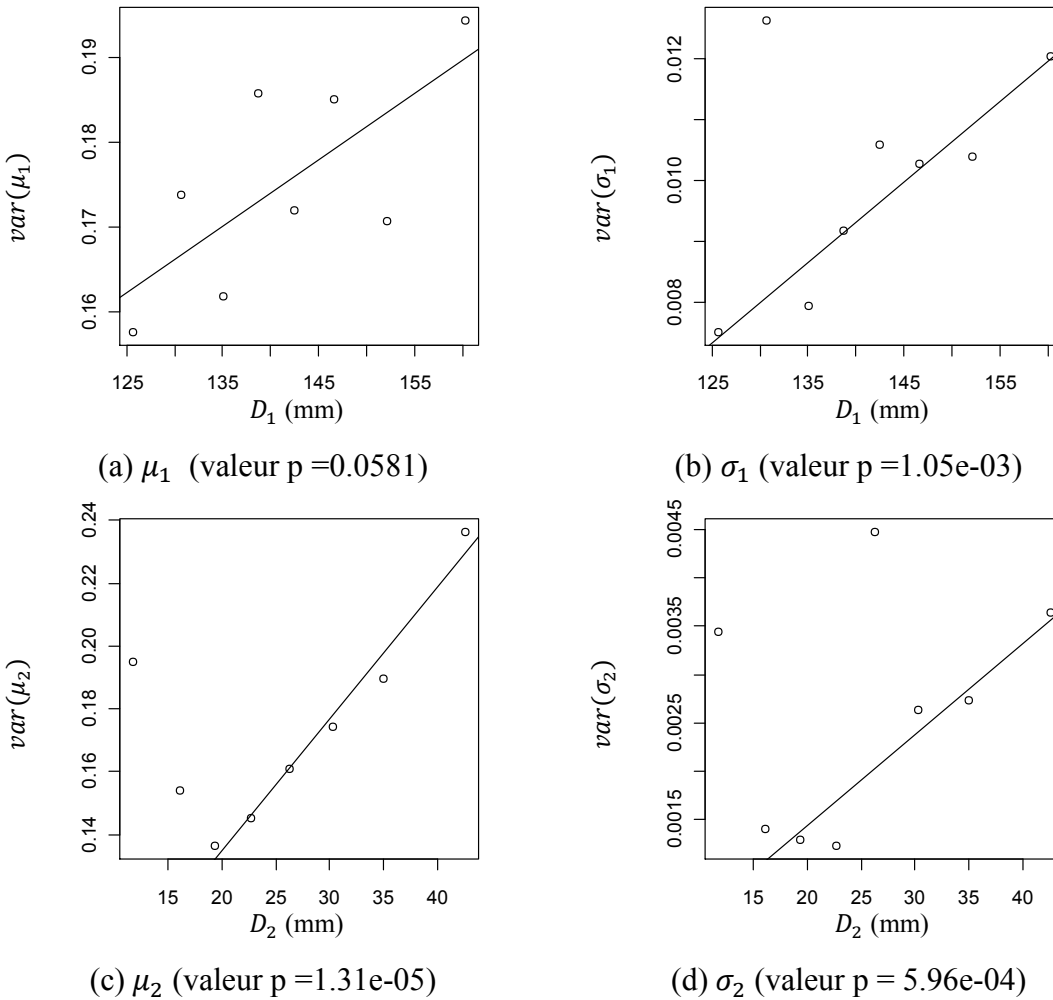 0.19
0.18
0.17
0.16
var(μ₁)
125 135 145 155
D₁ (mm)
(a) μ₁ (valeur p =0.0581)
0.012
0.010
0.008
var(σ₁)
125 135 145 155
D₁ (mm)
(b) σ₁ (valeur p =1.05e-03)
0.24
0.22
0.20
0.18
0.16
0.14
var(μ₂)
15 20 25 30 35 40
D₂ (mm)
(c) μ₂ (valeur p =1.31e-05)
0.0045
0.0035
0.0025
0.0015
var(σ₂)
15 20 25 30 35 40
D₂ (mm)
(d) σ₂ (valeur p = 5.96e-04)